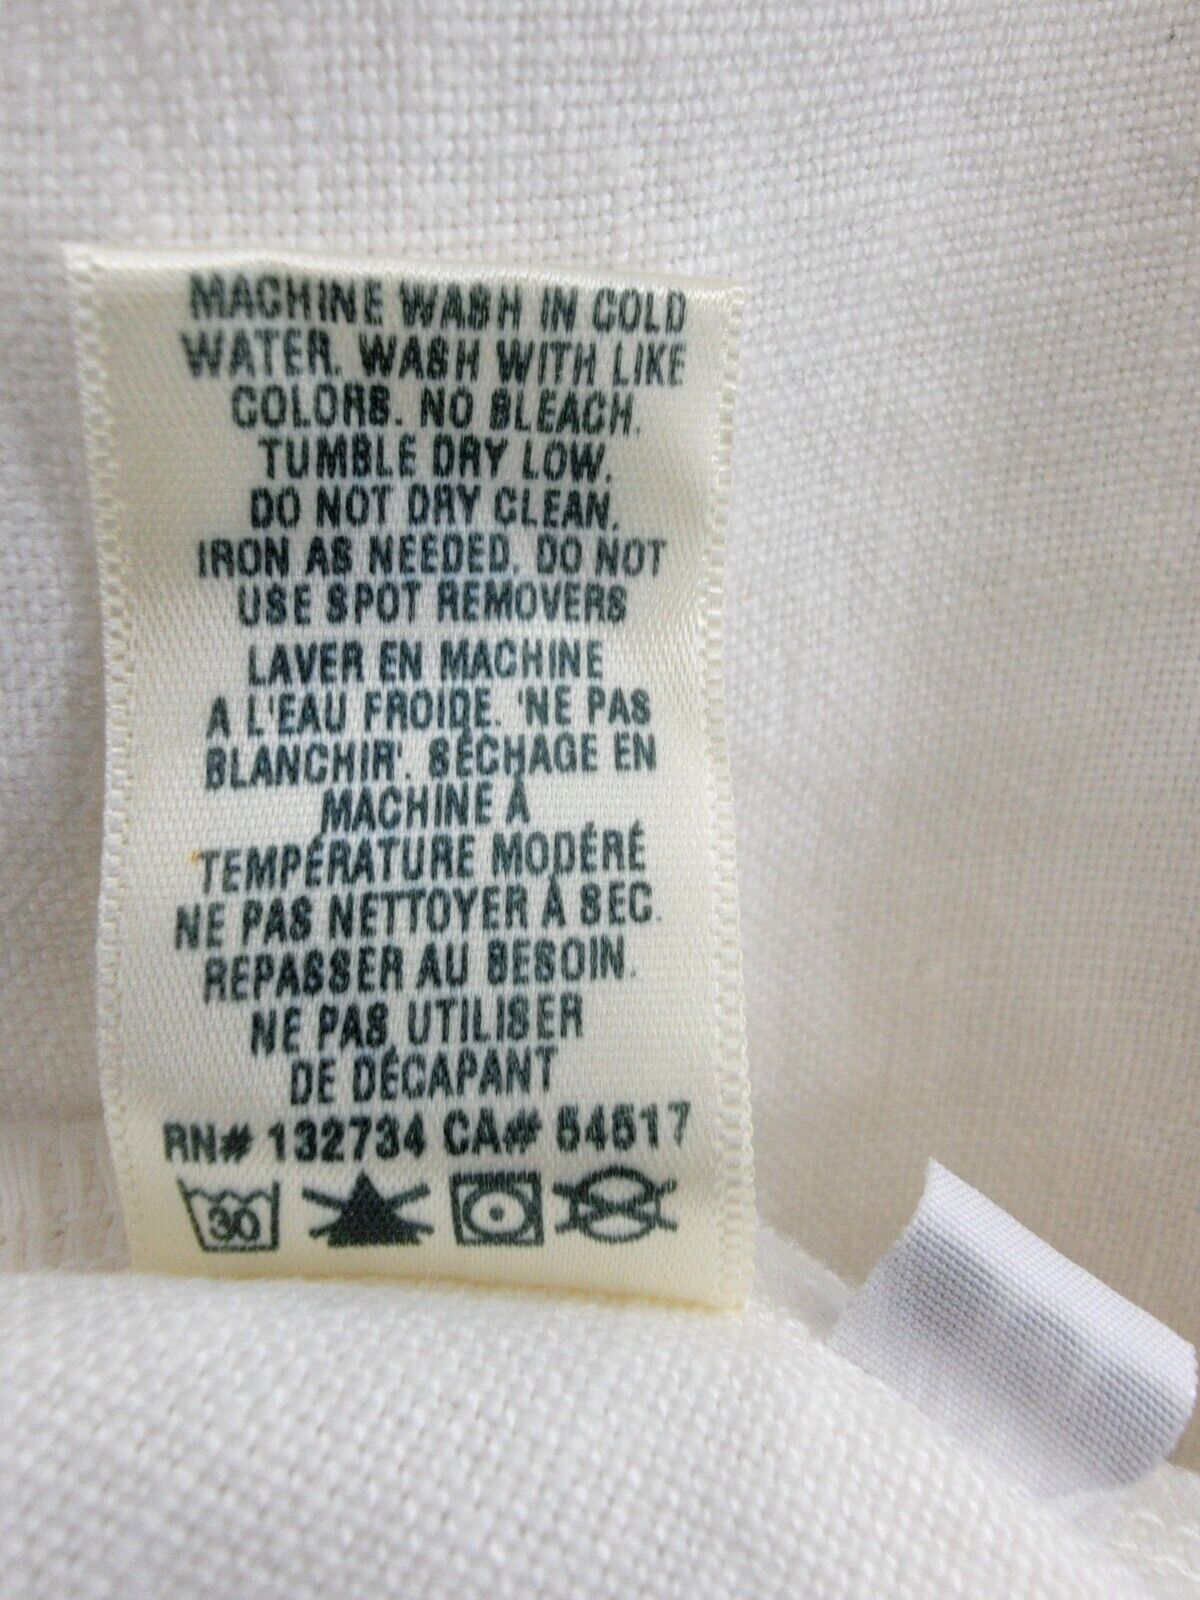 MACHINE WASH IN COLD
WATER. WASH WITH LIKE
COLORS. NO BLEACH.
TUMBLE DRY LOW.
DO NOT DRY CLEAN.
IRON AS NEEDED. DO NOT
USE SPOT REMOVERS
LAVER EN MACHINE
A L'EAU FROIDE. 'NE PAS
BLANCHIR'. SÉCHAGE EN
MACHINE À
TEMPÉRATURE MODÉRÉ
NE PAS NETTOYER À SEC.
REPASSER AU BESOIN.
NE PAS UTILISER
DE DÉCAPANT
RN# 132734 CA# 54517
30